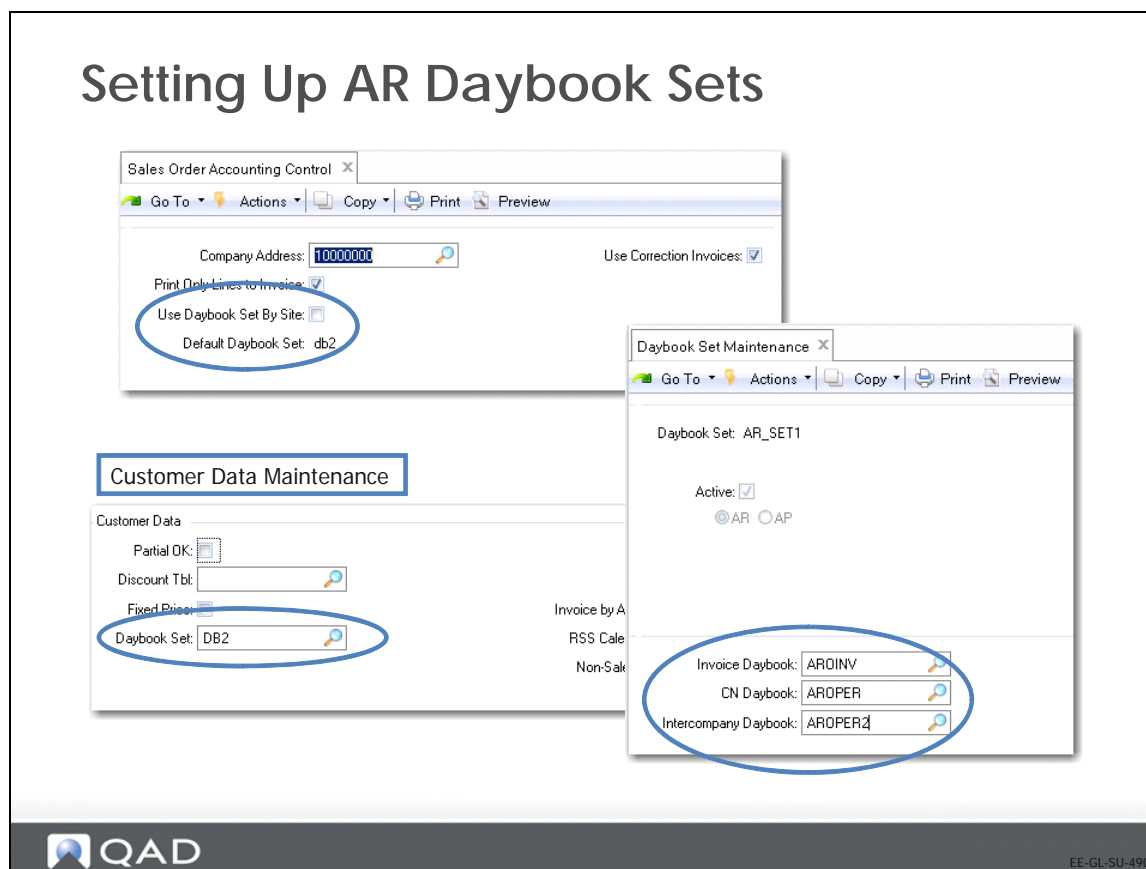 Setting Up AR Daybook Sets
Sales Order Accounting Control
Go To Actions Copy Print Preview
Company Address: 10000000 Use Correction Invoices:
Print Only Lines to Invoice:
Use Daybook Set By Site:
Default Daybook Set: db2
Daybook Set Maintenance
Go To Actions Copy Print Preview
Daybook Set: AR_SET1
Active:
AR AP
Invoice Daybook: AROINV
CN Daybook: AROPER
Intercompany Daybook: AROPER2
Customer Data Maintenance
Customer Data
Partial OK:
Discount Tbl:
Fixed Price: Invoice by A
Daybook Set: DB2 RSS Cale
Non-Sale
QAD
EE-GL-SU-490